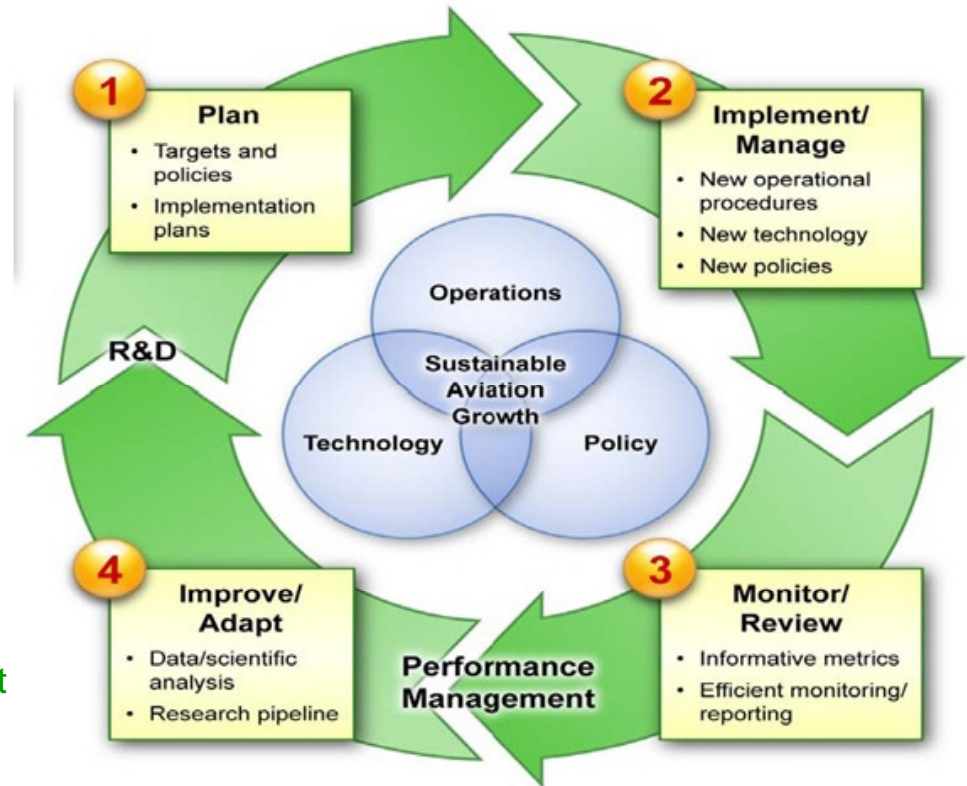 1
Plan
• Targets and
policies
• Implementation
plans
2
Implement/
Manage
• New operational
procedures
• New technology
• New policies
Operations
Sustainable
Aviation
Growth
Technology
Policy
R&D
3
Monitor/
Review
• Informative metrics
• Efficient monitoring/
reporting
Performance
Management
4
Improve/
Adapt
• Data/scientific
analysis
• Research pipeline
t